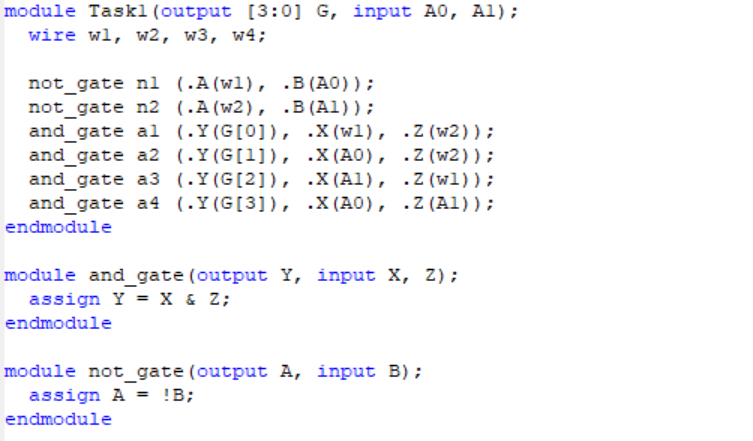 module Task1(output [3:0] G, input A0, A1);
wire w1, w2, w3, w4;
not_gate n1 (.A(w1), .B(A0));
not_gate n2 (.A(w2), .B(A1));
and_gate a1 (.Y(G[0]), .X(w1), .Z(w2));
and_gate a2 (.Y(G[1]), .X(A0), .Z(w2));
and_gate a3 (.Y(G[2]), .X(A1), .Z(w1));
and_gate a4 (.Y(G[3]), .X(A0), .Z(A1));
endmodule
module and_gate(output Y, input X, Z);
assign Y = X & Z;
endmodule
module not_gate(output A, input B);
assign A = !B;
endmodule